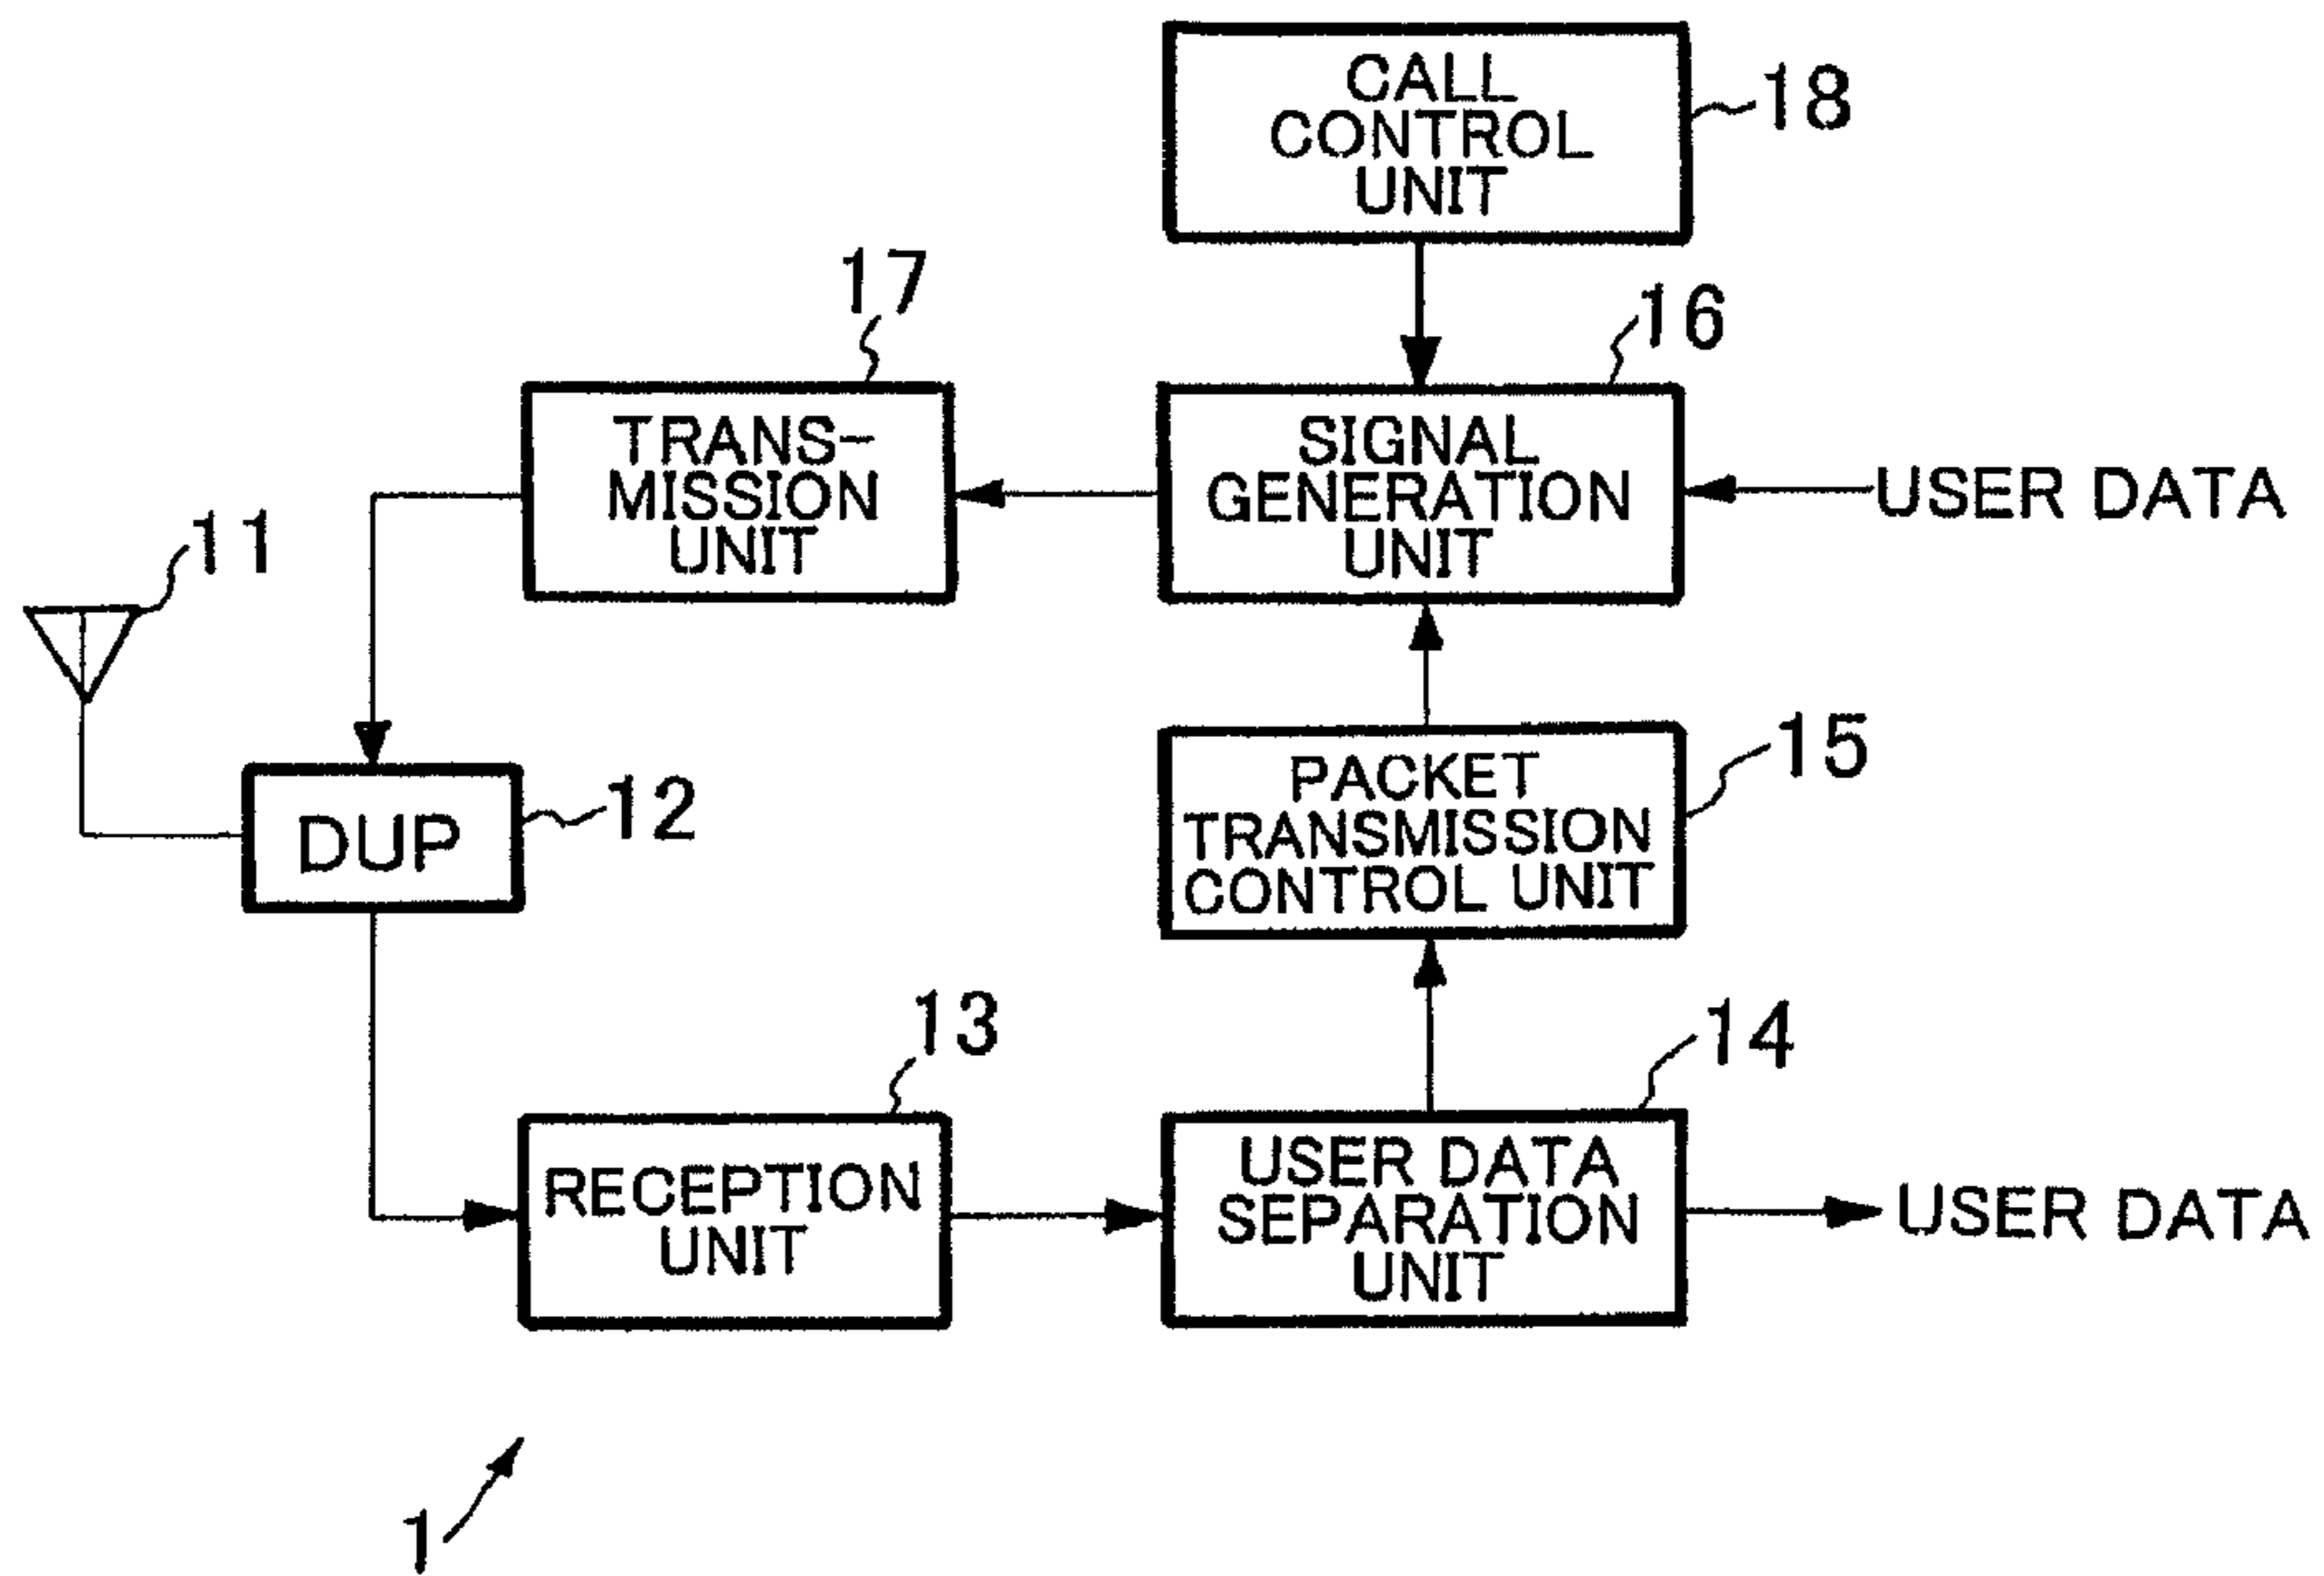 CALL
CONTROL
UNIT
18
17
16
TRANS-
MISSION
UNIT
SIGNAL
GENERATION
UNIT
USER DATA
11
DUP
12
PACKET
TRANSMISSION
CONTROL UNIT
15
13
14
RECEPTION
UNIT
USER DATA
SEPARATION
UNIT
USER DATA
1